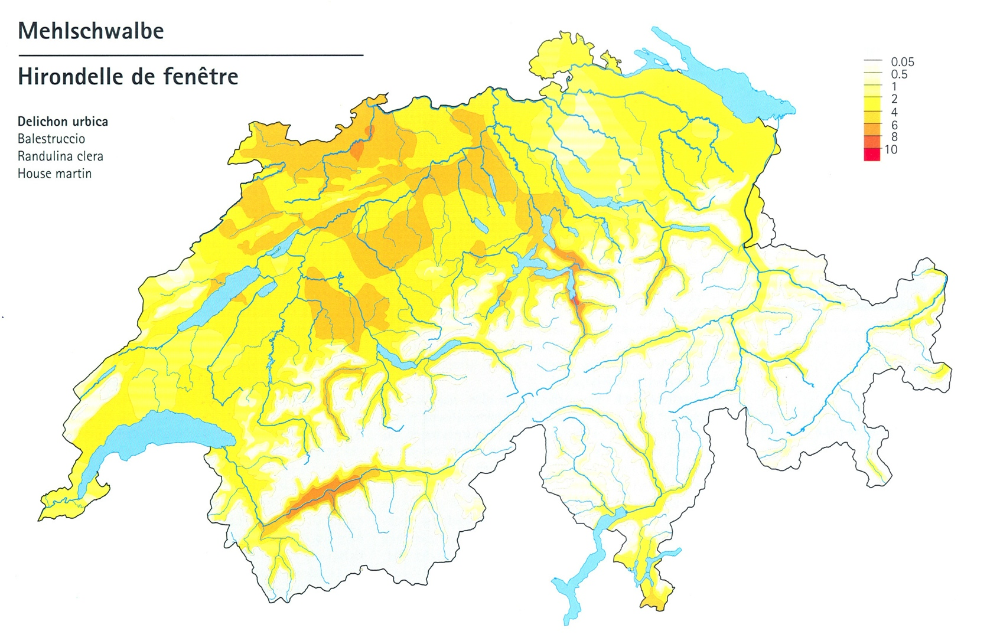 Mehlschwalbe
Hirondelle de fenêtre
Delichon urbica
Balestruccio
Randulina clera
House martin
0.05
0.5
1
2
4
6
8
10